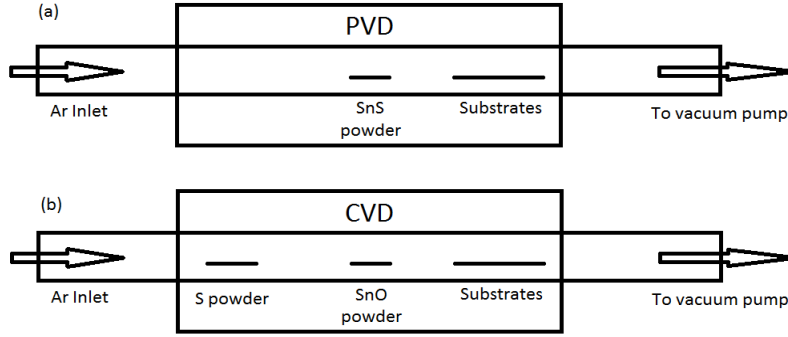 (a)
PVD
Ar Inlet
SnS
powder
Substrates
To vacuum pump
(b)
CVD
Ar Inlet
S powder
SnO
powder
Substrates
To vacuum pump